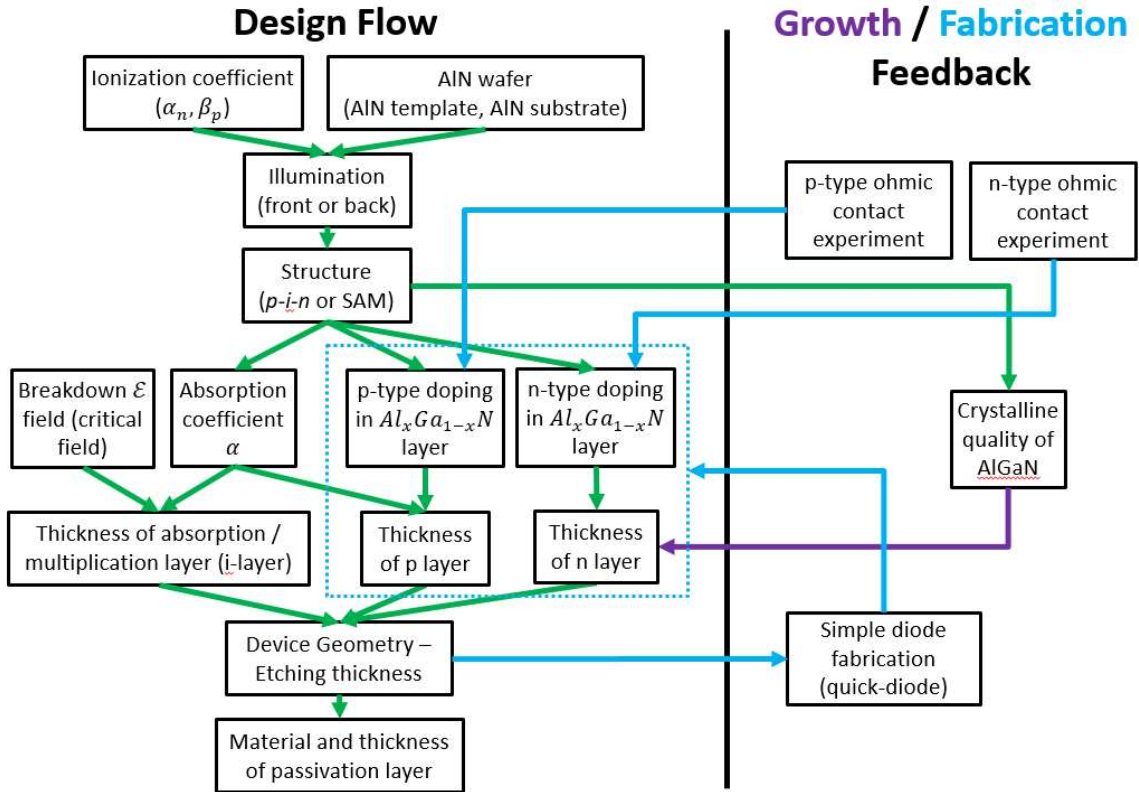 Design Flow
Growth / Fabrication
Feedback
Ionization coefficient
(αₙ, βₚ)
AlN wafer
(AlN template, AlN substrate)
Illumination
(front or back)
p-type ohmic
contact
experiment
n-type ohmic
contact
experiment
Structure
(p-i-n or SAM)
Breakdown ℰ
field (critical
field)
Absorption
coefficient
α
p-type doping
in AlₓGa₁₋ₓN
layer
n-type doping
in AlₓGa₁₋ₓN
layer
Crystalline
quality of
AlGaN
Thickness of absorption /
multiplication layer (i-layer)
Thickness
of p layer
Thickness
of n layer
Device Geometry –
Etching thickness
Simple diode
fabrication
(quick-diode)
Material and thickness
of passivation layer